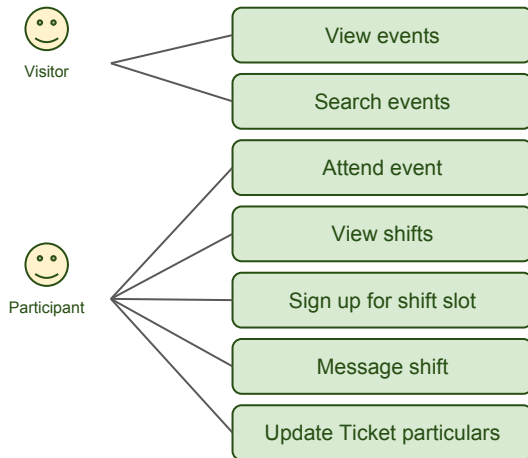 View events
Visitor
Search events
Attend event
View shifts
Participant
Sign up for shift slot
Message shift
Update Ticket particulars